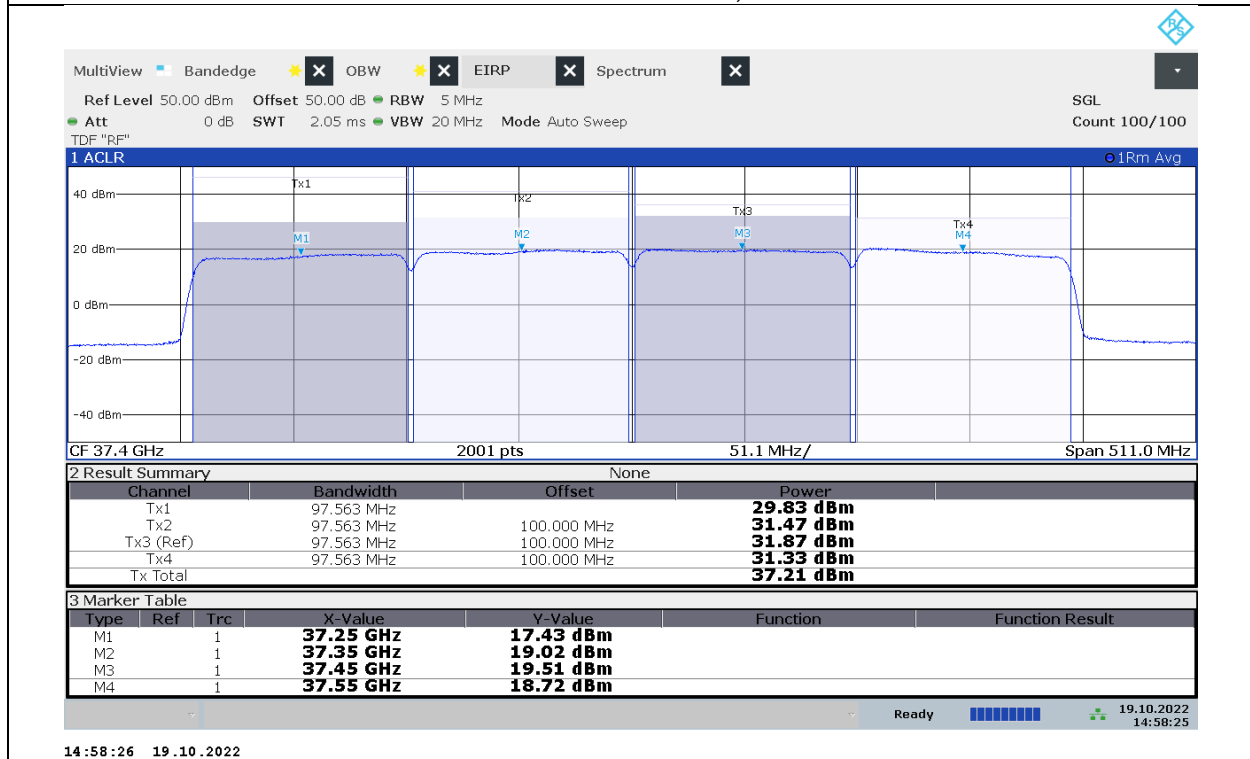 R&S
MultiView Bandedge OBW EIRP Spectrum
Ref Level 50.00 dBm Offset 50.00 dB RBW 5 MHz SGL
Att 0 dB SWT 2.05 ms VBW 20 MHz Mode Auto Sweep Count 100/100
TDF "RF"
1 ACLR 1Rm Avg
Tx1
Tx2
Tx3
Tx4
M1
M2
M3
M4
40 dBm
20 dBm
0 dBm
-20 dBm
-40 dBm
CF 37.4 GHz 2001 pts 51.1 MHz/ Span 511.0 MHz
2 Result Summary None
Channel Bandwidth Offset Power
Tx1 97.563 MHz 29.83 dBm
Tx2 97.563 MHz 100.000 MHz 31.47 dBm
Tx3 (Ref) 97.563 MHz 100.000 MHz 31.87 dBm
Tx4 97.563 MHz 100.000 MHz 31.33 dBm
Tx Total 37.21 dBm
3 Marker Table
Type Ref Trc X-Value Y-Value Function Function Result
M1 1 37.25 GHz 17.43 dBm
M2 1 37.35 GHz 19.02 dBm
M3 1 37.45 GHz 19.51 dBm
M4 1 37.55 GHz 18.72 dBm
Ready 19.10.2022
14:58:25
14:58:26 19.10.2022